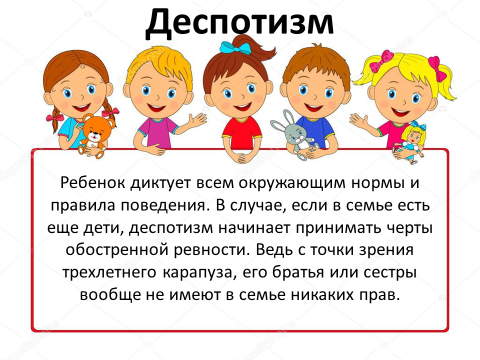 Деспотизм
Ребенок диктует всем окружающим нормы и
правила поведения. В случае, если в семье есть
еще дети, деспотизм начинает принимать черты
обостренной ревности. Ведь с точки зрения
трехлетнего карапуза, его братья или сестры
вообще не имеют в семье никаких прав.